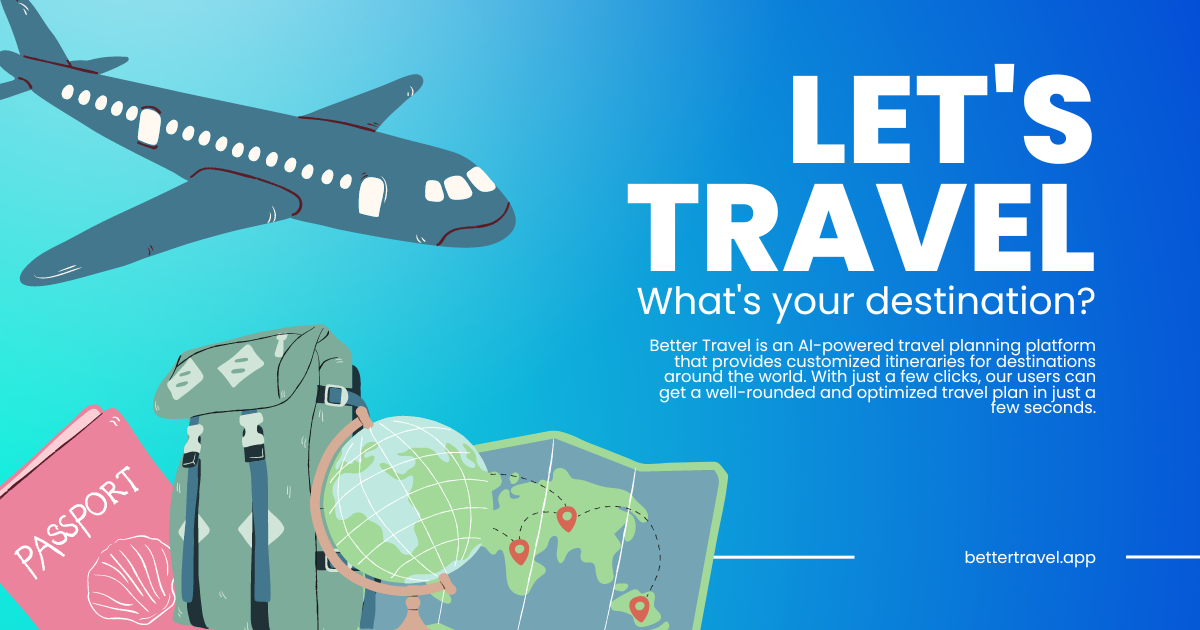 LET'S
TRAVEL
What's your destination?
Better Travel is an AI-powered travel planning platform
that provides customized itineraries for destinations
around the world. With just a few clicks, our users can
get a well-rounded and optimized travel plan in just a
few seconds.
PASSPORT
bettertravel.app